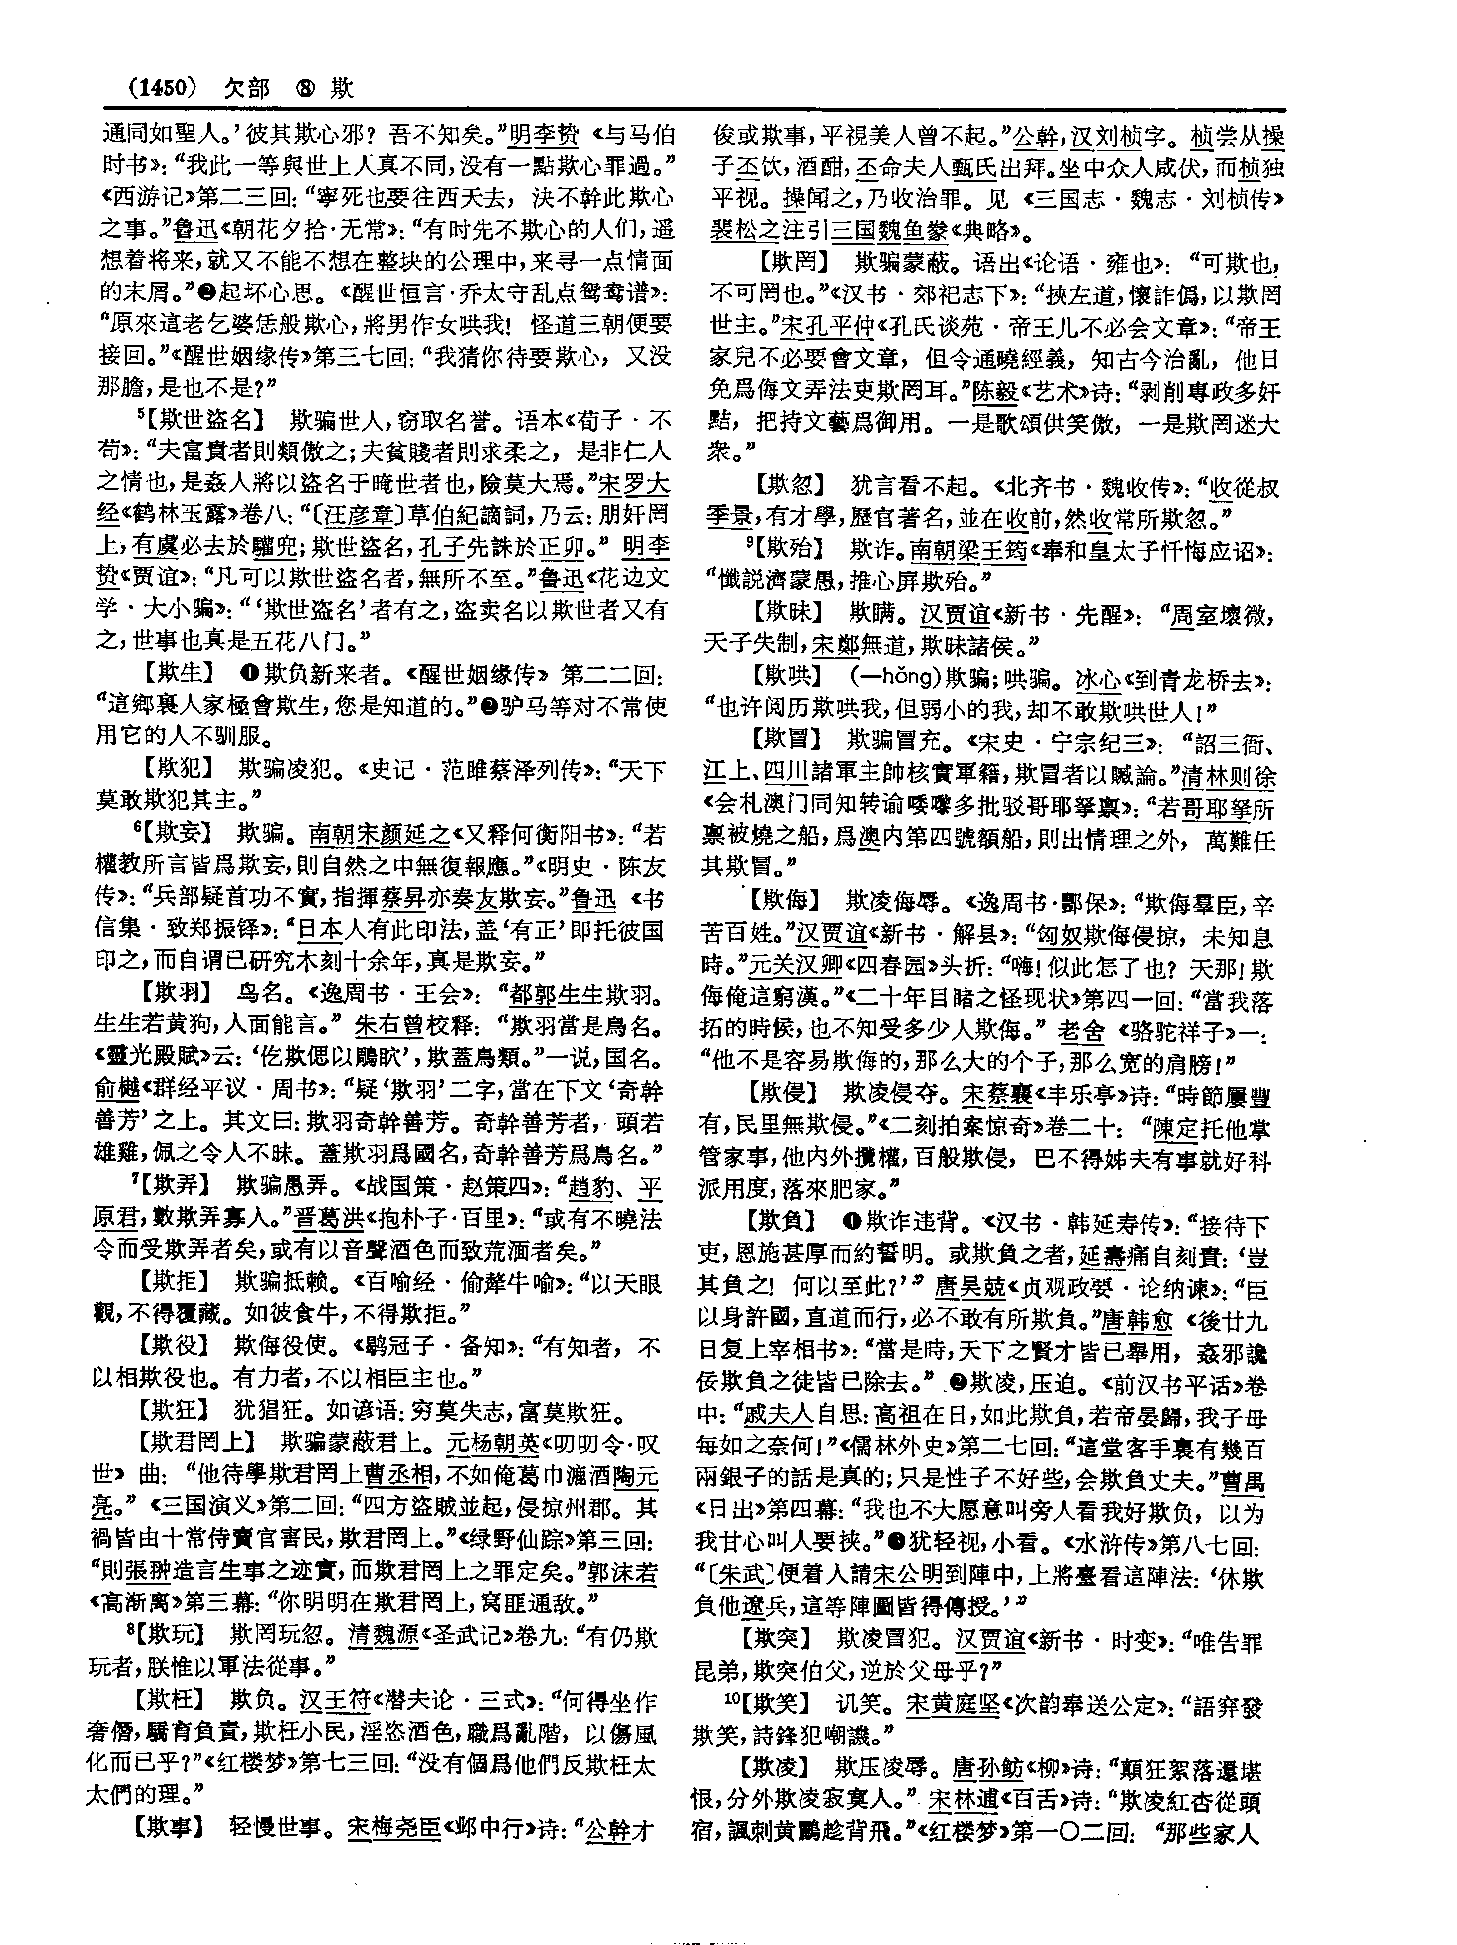 (1450) 欠部 ⑧ 欺
通同如聖人。’彼其欺心邪？吾不知矣。”明李贽《与马伯
时书》：“我此一等與世上人真不同，没有一點欺心罪過。”
《西游记》第二三回：“寧死也要往西天去，決不幹此欺心
之事。”鲁迅《朝花夕拾·无常》：“有时先不欺心的人们，遥
想着将来，就又不能不想在整块的公理中，来寻一点情面
的末屑。”❷起坏心思。《醒世恒言·乔太守乱点鸳鸯谱》：
“原來這老乞婆恁般欺心，將男作女哄我！怪道三朝便要
接回。”《醒世姻缘传》第三七回：“我猜你待要欺心，又没
那膽，是也不是？”
⁵【欺世盗名】 欺骗世人，窃取名誉。语本《荀子·不
苟》：“夫富貴者則類傲之；夫貧賤者則求柔之，是非仁人
之情也，是姦人將以盜名于晻世者也，險莫大焉。”宋罗大
经《鹤林玉露》卷八：“〔汪彦章〕草伯紀謫詞，乃云：朋奸罔
上，有虞必去於驩兜；欺世盜名，孔子先誅於正卯。”明李
贽《贾谊》：“凡可以欺世盜名者，無所不至。”鲁迅《花边文
学·大小骗》：“‘欺世盗名’者有之，盗卖名以欺世者又有
之，世事也真是五花八门。”
【欺生】 ❶欺负新来者。《醒世姻缘传》第二二回：
“這鄉裏人家極會欺生，您是知道的。”❷驴马等对不常使
用它的人不驯服。
【欺犯】 欺骗凌犯。《史记·范雎蔡泽列传》：“天下
莫敢欺犯其主。”
⁶【欺妄】 欺骗。南朝宋颜延之《又释何衡阳书》：“若
權教所言皆爲欺妄，則自然之中無復報應。”《明史·陈友
传》：“兵部疑首功不實，指揮蔡昇亦奏友欺妄。”鲁迅《书
信集·致郑振铎》：“日本人有此印法，盖‘有正’即托彼国
印之，而自谓已研究木刻十余年，真是欺妄。”
【欺羽】 鸟名。《逸周书·王会》：“都郭生生欺羽。
生生若黄狗，人面能言。”朱右曾校释：“欺羽當是鳥名。
《靈光殿賦》云：‘仡欺𠐊以鵰䀩’，欺蓋鳥類。”一说，国名。
俞樾《群经平议·周书》：“疑‘欺羽’二字，當在下文‘奇幹
善芳’之上。其文曰：欺羽奇幹善芳。奇幹善芳者，頭若
雄雞，佩之令人不昧。蓋欺羽爲國名，奇幹善芳爲鳥名。”
⁷【欺弄】 欺骗愚弄。《战国策·赵策四》：“趙豹、平
原君，數欺弄寡人。”晋葛洪《抱朴子·百里》：“或有不曉法
令而受欺弄者矣，或有以音聲酒色而致荒湎者矣。”
【欺拒】 欺骗抵赖。《百喻经·偷犛牛喻》：“以天眼
觀，不得覆藏。如彼食牛，不得欺拒。”
【欺役】 欺侮役使。《鹖冠子·备知》：“有知者，不
以相欺役也。有力者，不以相臣主也。”
【欺狂】 犹猖狂。如谚语：穷莫失志，富莫欺狂。
【欺君罔上】 欺骗蒙蔽君上。元杨朝英《叨叨令·叹
世》曲：“他待學欺君罔上曹丞相，不如俺葛巾漉酒陶元
亮。”《三国演义》第二回：“四方盜賊並起，侵掠州郡。其
禍皆由十常侍賣官害民，欺君罔上。”《绿野仙踪》第三回：
“則張翀造言生事之迹實，而欺君罔上之罪定矣。”郭沫若
《高渐离》第三幕：“你明明在欺君罔上，窝匪通敌。”
⁸【欺玩】 欺罔玩忽。清魏源《圣武记》卷九：“有仍欺
玩者，朕惟以軍法從事。”
【欺枉】 欺负。汉王符《潜夫论·三式》：“何得坐作
奢僭，驕育負責，欺枉小民，淫恣酒色，職爲亂階，以傷風
化而已乎？”《红楼梦》第七三回：“没有個爲他們反欺枉太
太們的理。”
【欺事】 轻慢世事。宋梅尧臣《邺中行》诗：“公幹才
俊或欺事，平視美人曾不起。”公幹，汉刘桢字。桢尝从操
子丕饮，酒酣，丕命夫人甄氏出拜。坐中众人咸伏，而桢独
平视。操闻之，乃收治罪。见《三国志·魏志·刘桢传》
裴松之注引三国魏鱼豢《典略》。
【欺罔】 欺骗蒙蔽。语出《论语·雍也》：“可欺也，
不可罔也。”《汉书·郊祀志下》：“挾左道，懷詐僞，以欺罔
世主。”宋孔平仲《孔氏谈苑·帝王儿不必会文章》：“帝王
家兒不必要會文章，但令通曉經義，知古今治亂，他日
免爲侮文弄法吏欺罔耳。”陈毅《艺术》诗：“剥削專政多奸
黠，把持文藝爲御用。一是歌頌供笑傲，一是欺罔迷大
衆。”
【欺忽】 犹言看不起。《北齐书·魏收传》：“收從叔
季景，有才學，歷官著名，並在收前，然收常所欺忽。”
⁹【欺殆】 欺诈。南朝梁王筠《奉和皇太子忏悔应诏》：
“懺説濟蒙愚，推心屏欺殆。”
【欺昧】 欺瞒。汉贾谊《新书·先醒》：“周室壞微，
天子失制，宋鄭無道，欺昧諸侯。”
【欺哄】 (—hǒng)欺骗；哄骗。冰心《到青龙桥去》：
“也许阅历欺哄我，但弱小的我，却不敢欺哄世人！”
【欺冒】 欺骗冒充。《宋史·宁宗纪三》：“詔三衙、
江上、四川諸軍主帥核實軍籍，欺冒者以贓論。”清林则徐
《会札澳门同知转谕喽嚟多批驳哥耶孥禀》：“若哥耶孥所
禀被燒之船，爲澳内第四號額船，則出情理之外，萬難任
其欺冒。”
【欺侮】 欺凌侮辱。《逸周书·酆保》：“欺侮羣臣，辛
苦百姓。”汉贾谊《新书·解县》：“匈奴欺侮侵掠，未知息
時。”元关汉卿《四春园》头折：“嗨！似此怎了也？天那！欺
侮俺這窮漢。”《二十年目睹之怪现状》第四一回：“當我落
拓的時候，也不知受多少人欺侮。”老舍《骆驼祥子》一：
“他不是容易欺侮的，那么大的个子，那么宽的肩膀！”
【欺侵】 欺凌侵夺。宋蔡襄《丰乐亭》诗：“時節屢豐
有，民里無欺侵。”《二刻拍案惊奇》卷二十：“陳定托他掌
管家事，他内外攬權，百般欺侵，巴不得姊夫有事就好科
派用度，落來肥家。”
【欺負】 ❶欺诈违背。《汉书·韩延寿传》：“接待下
吏，恩施甚厚而約誓明。或欺負之者，延壽痛自刻責：‘豈
其負之！何以至此？’”唐吴兢《贞观政要·论纳谏》：“臣
以身許國，直道而行，必不敢有所欺負。”唐韩愈《後廿九
日复上宰相书》：“當是時，天下之賢才皆已舉用，姦邪讒
佞欺負之徒皆已除去。”❷欺凌，压迫。《前汉书平话》卷
中：“戚夫人自思：高祖在日，如此欺負，若帝晏歸，我子母
每如之奈何！”《儒林外史》第二七回：“這堂客手裏有幾百
兩銀子的話是真的；只是性子不好些，会欺負丈夫。”曹禺
《日出》第四幕：“我也不大愿意叫旁人看我好欺负，以为
我甘心叫人要挟。”❸犹轻视，小看。《水浒传》第八七回：
“〔朱武〕便着人請宋公明到陣中，上將臺看這陣法：‘休欺
負他遼兵，這等陣圖皆得傳授。’”
【欺突】 欺凌冒犯。汉贾谊《新书·时变》：“唯告罪
昆弟，欺突伯父，逆於父母乎？”
¹⁰【欺笑】 讥笑。宋黄庭坚《次韵奉送公定》：“語穽發
欺笑，詩鋒犯嘲譏。”
【欺凌】 欺压凌辱。唐孙鲂《柳》诗：“顛狂絮落還堪
恨，分外欺凌寂寞人。”宋林逋《百舌》诗：“欺凌紅杏從頭
宿，諷刺黄鸝趁背飛。”《红楼梦》第一〇二回：“那些家人